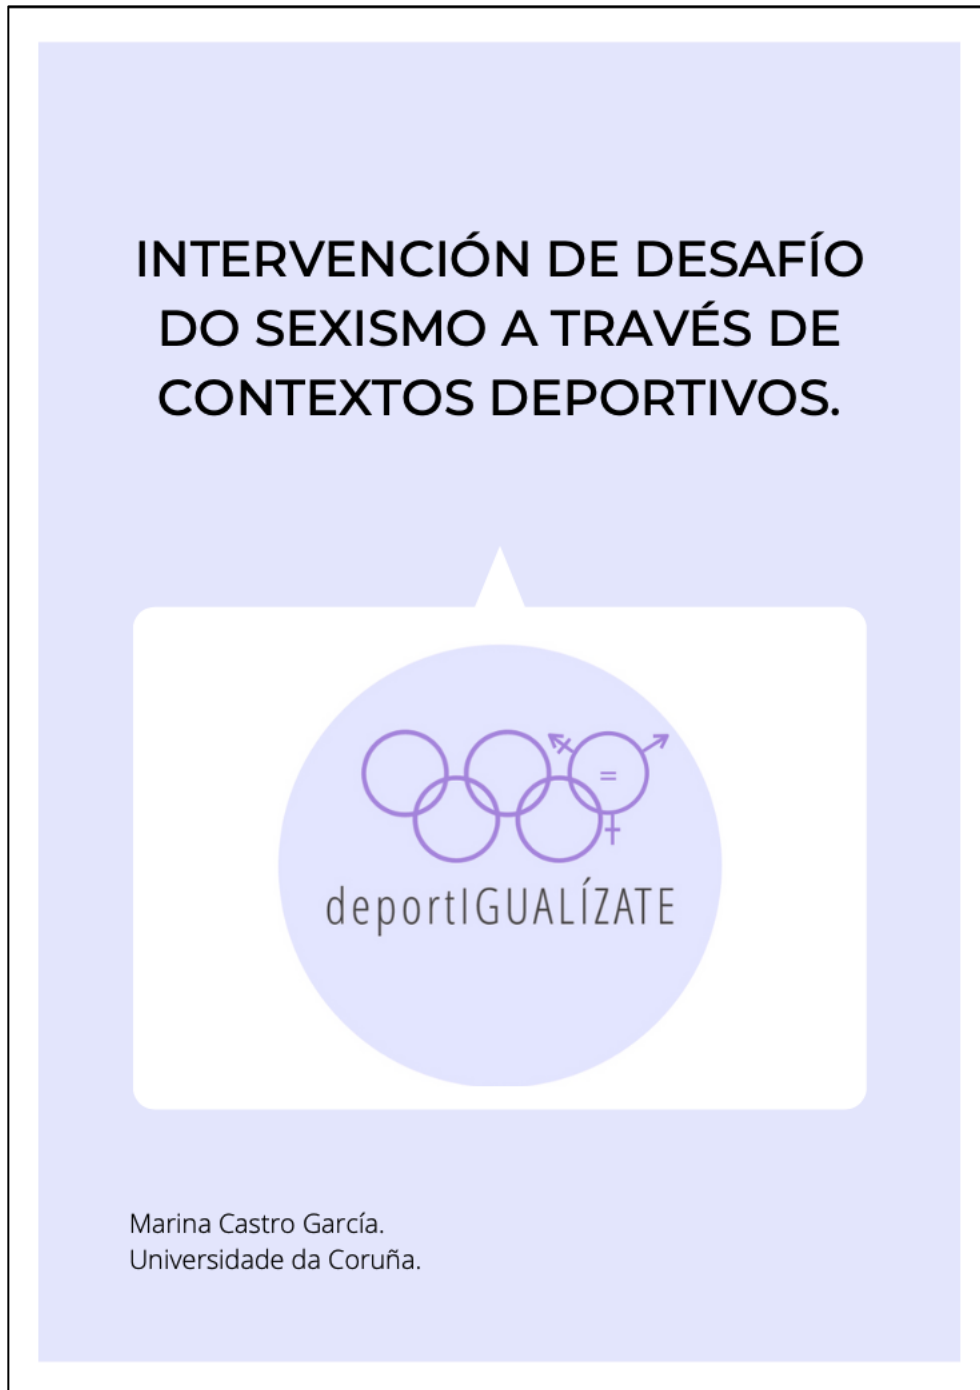 INTERVENCIÓN DE DESAFÍO
DO SEXISMO A TRAVÉS DE
CONTEXTOS DEPORTIVOS.
=
deportIGUALÍZATE
Marina Castro García.
Universidade da Coruña.